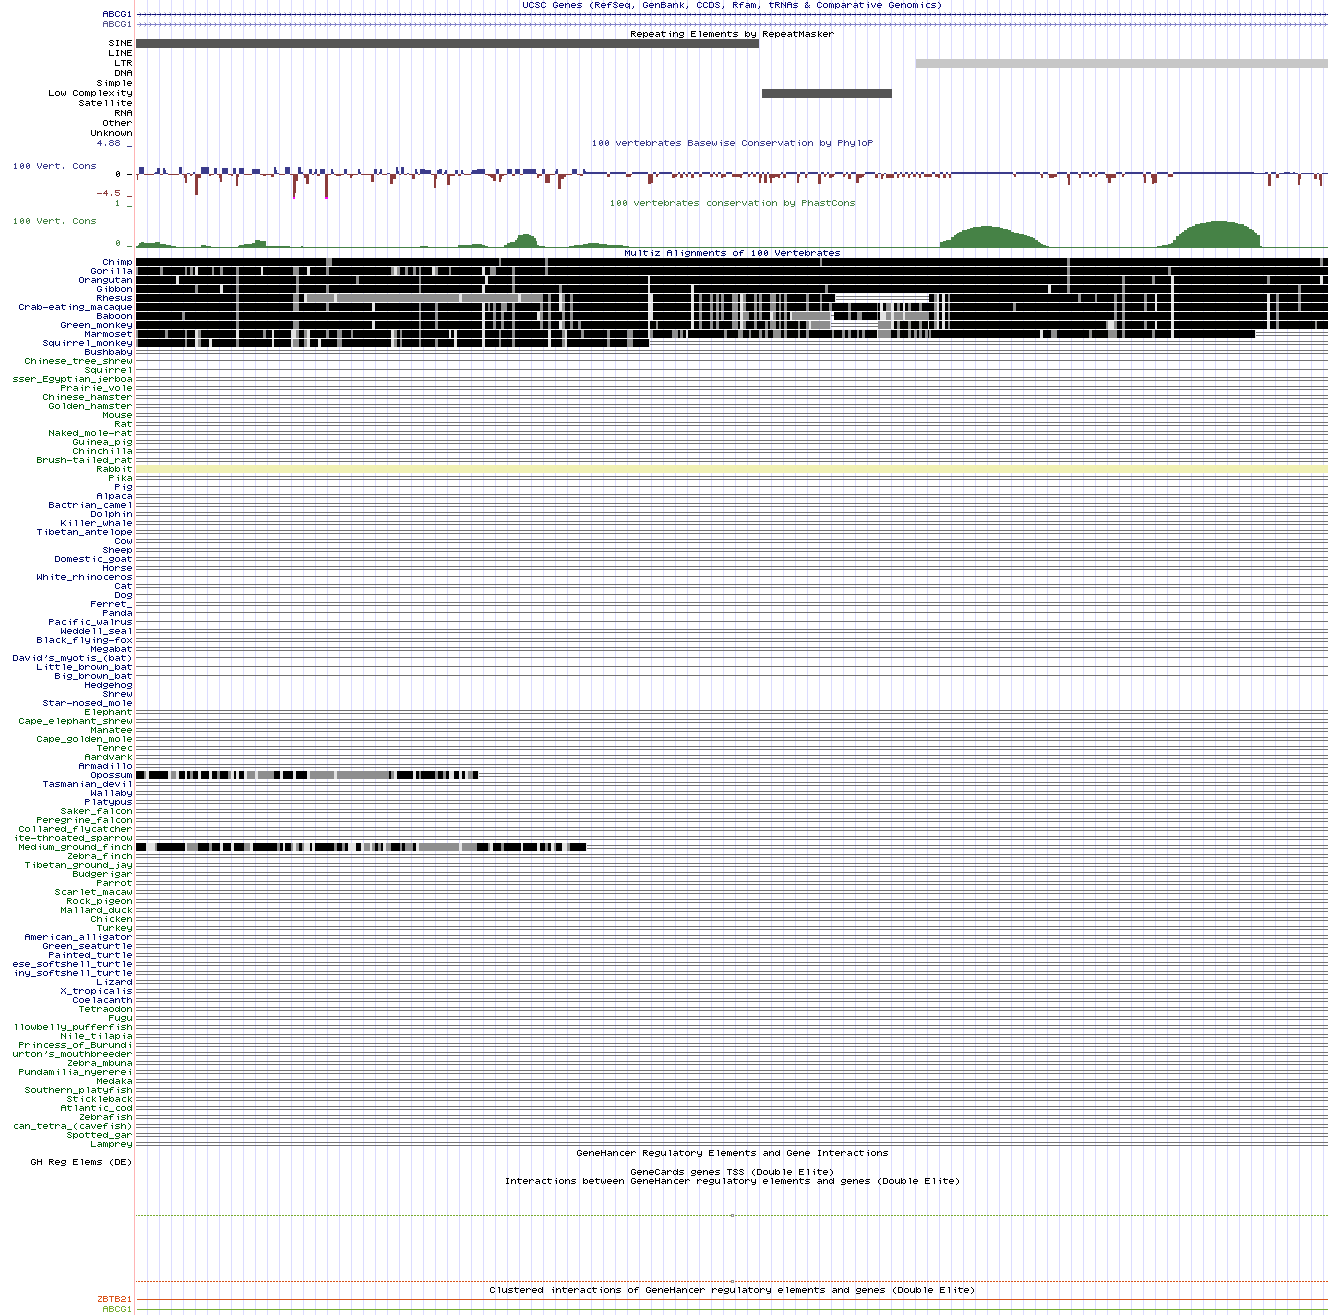 UCSC Genes (RefSeq, GenBank, CCDS, Rfam, tRNAs & Comparative Genomics)
ABCG1
ABCG1
Repeating Elements by RepeatMasker
SINE
LINE
LTR
DNA
Simple
Low Complexity
Satellite
RNA
Other
Unknown
4.88 _
100 vertebrates Basewise Conservation by PhyloP
100 Vert. Cons
0 -
-4.5 _
1 _
100 vertebrates conservation by PhastCons
100 Vert. Cons
0 _
Multiz Alignments of 100 Vertebrates
Chimp
Gorilla
Orangutan
Gibbon
Rhesus
Crab-eating_macaque
Baboon
Green_monkey
Marmoset
Squirrel_monkey
Bushbaby
Chinese_tree_shrew
Squirrel
sser_Egyptian_jerboa
Prairie_vole
Chinese_hamster
Golden_hamster
Mouse
Rat
Naked_mole-rat
Guinea_pig
Chinchilla
Brush-tailed_rat
Rabbit
Pika
Pig
Alpaca
Bactrian_camel
Dolphin
Killer_whale
Tibetan_antelope
Cow
Sheep
Domestic_goat
Horse
White_rhinoceros
Cat
Dog
Ferret_
Panda
Pacific_walrus
Weddell_seal
Black_flying-fox
Megabat
David's_myotis_(bat)
Little_brown_bat
Big_brown_bat
Hedgehog
Shrew
Star-nosed_mole
Elephant
Cape_elephant_shrew
Manatee
Cape_golden_mole
Tenrec
Aardvark
Armadillo
Opossum
Tasmanian_devil
Wallaby
Platypus
Saker_falcon
Peregrine_falcon
Collared_flycatcher
ite-throated_sparrow
Medium_ground_finch
Zebra_finch
Tibetan_ground_jay
Budgerigar
Parrot
Scarlet_macaw
Rock_pigeon
Mallard_duck
Chicken
Turkey
American_alligator
Green_seaturtle
Painted_turtle
ese_softshell_turtle
iny_softshell_turtle
Lizard
X_tropicalis
Coelacanth
Tetraodon
Fugu
llowbelly_pufferfish
Nile_tilapia
Princess_of_Burundi
urton's_mouthbreeder
Zebra_mbuna
Pundamilia_nyererei
Medaka
Southern_platyfish
Stickleback
Atlantic_cod
Zebrafish
can_tetra_(cavefish)
Spotted_gar
Lamprey
GeneHancer Regulatory Elements and Gene Interactions
GH Reg Elems (DE)
GeneCards genes TSS (Double Elite)
Interactions between GeneHancer regulatory elements and genes (Double Elite)
Clustered interactions of GeneHancer regulatory elements and genes (Double Elite)
ZBTB21
ABCG1